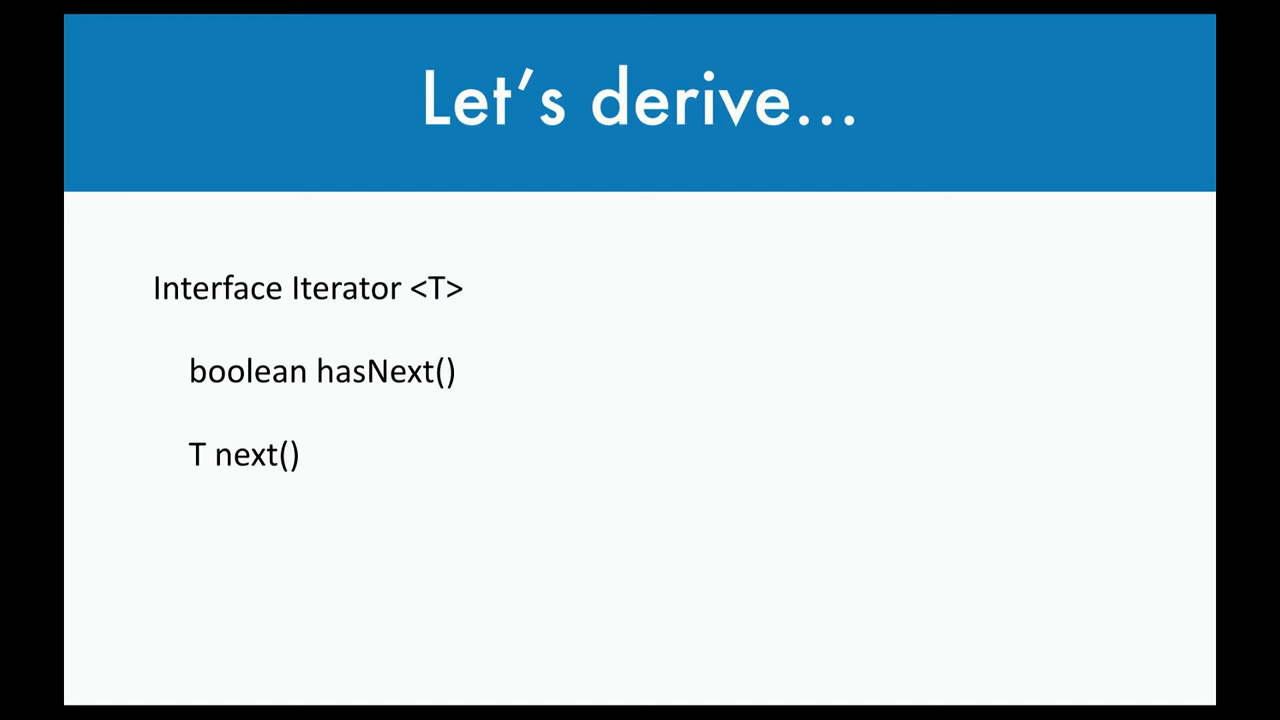 Let’s derive...
Interface Iterator <T>
boolean hasNext()
T next()